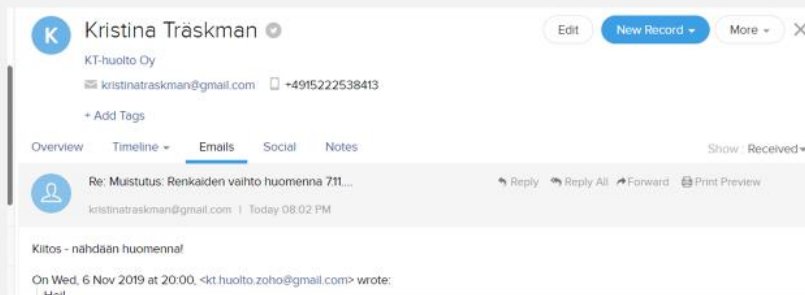 K
Kristina Träskman
Edit
New Record
More
KT-huolto Oy
kristinatraskman@gmail.com +4915222538413
+ Add Tags
Overview Timeline Emails Social Notes
Show : Received
Re: Muistutus: Renkaiden vaihto huomenna 7.11....
Reply Reply All Forward Print Preview
kristinatraskman@gmail.com | Today 08:02 PM
Kiitos - nähdään huomenna!
On Wed, 6 Nov 2019 at 20:00, <kt.huolto.zoho@gmail.com> wrote:
Hei!